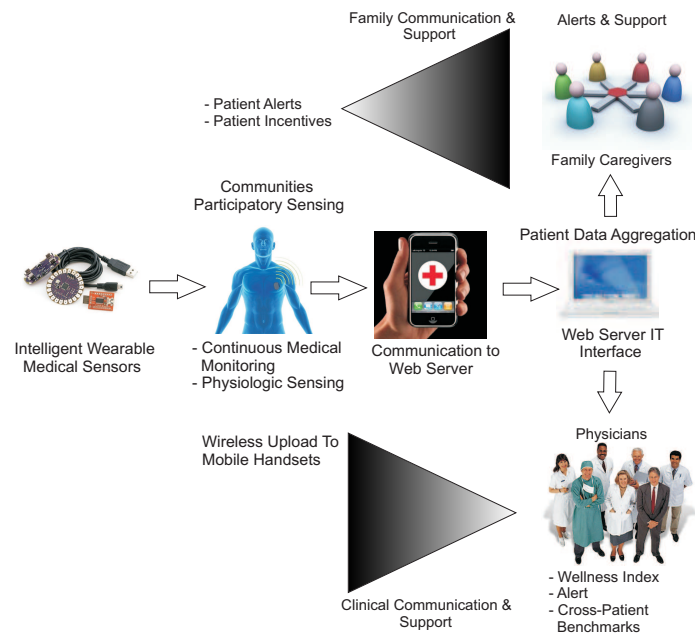 Family Communication &
Support
Alerts & Support
- Patient Alerts
- Patient Incentives
Family Caregivers
Communities
Participatory Sensing
Patient Data Aggregation
Intelligent Wearable
Medical Sensors
- Continuous Medical
Monitoring
- Physiologic Sensing
Communication to
Web Server
Web Server IT
Interface
Wireless Upload To
Mobile Handsets
Physicians
Clinical Communication &
Support
- Wellness Index
- Alert
- Cross-Patient
Benchmarks